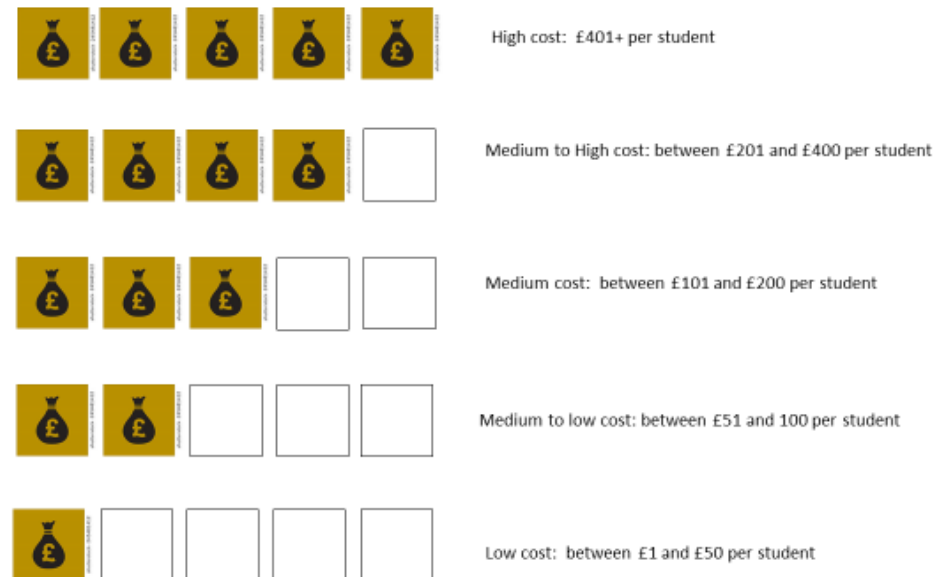 High cost: £401+ per student
Medium to High cost: between £201 and £400 per student
Medium cost: between £101 and £200 per student
Medium to low cost: between £51 and 100 per student
Low cost: between £1 and £50 per student